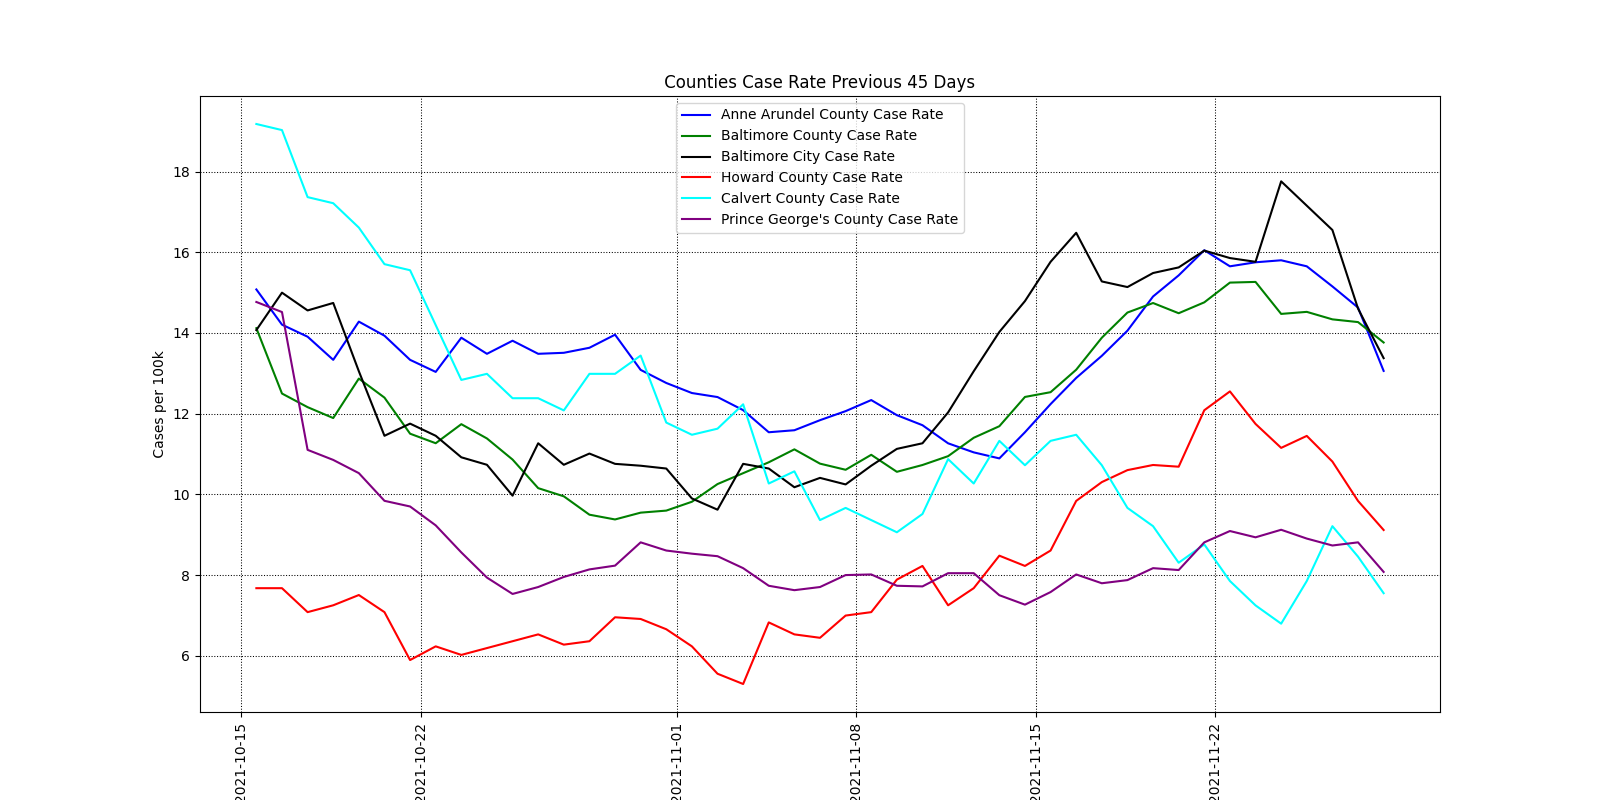 Counties Case Rate Previous 45 Days
Anne Arundel County Case Rate
Baltimore County Case Rate
Baltimore City Case Rate
Howard County Case Rate
Calvert County Case Rate
Prince George's County Case Rate
Cases per 100k
18
16
14
12
10
8
6
2021-10-15
2021-10-22
2021-11-01
2021-11-08
2021-11-15
2021-11-22